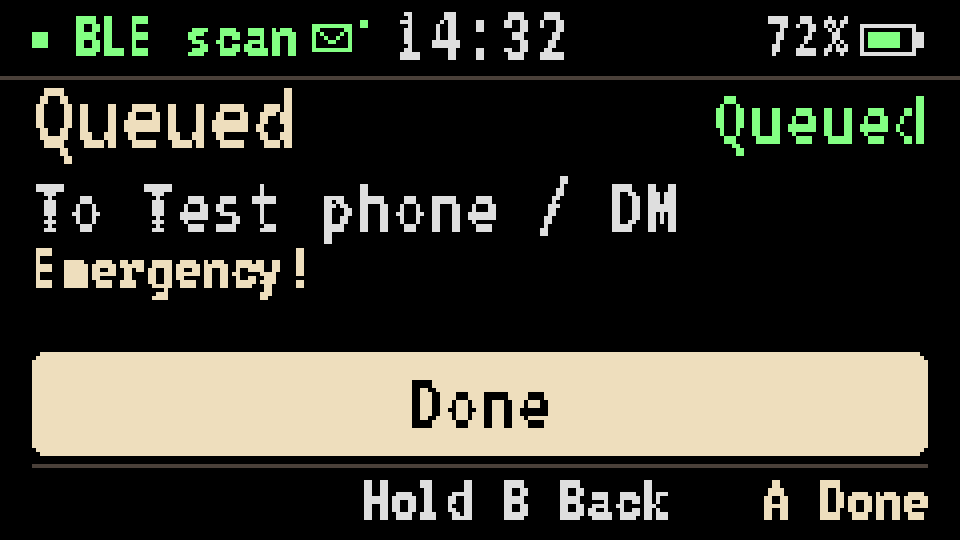 BLE scan 14:32 72%
Queued Queued
To Test phone / DM
Emergency!
Done
Hold B Back A Done